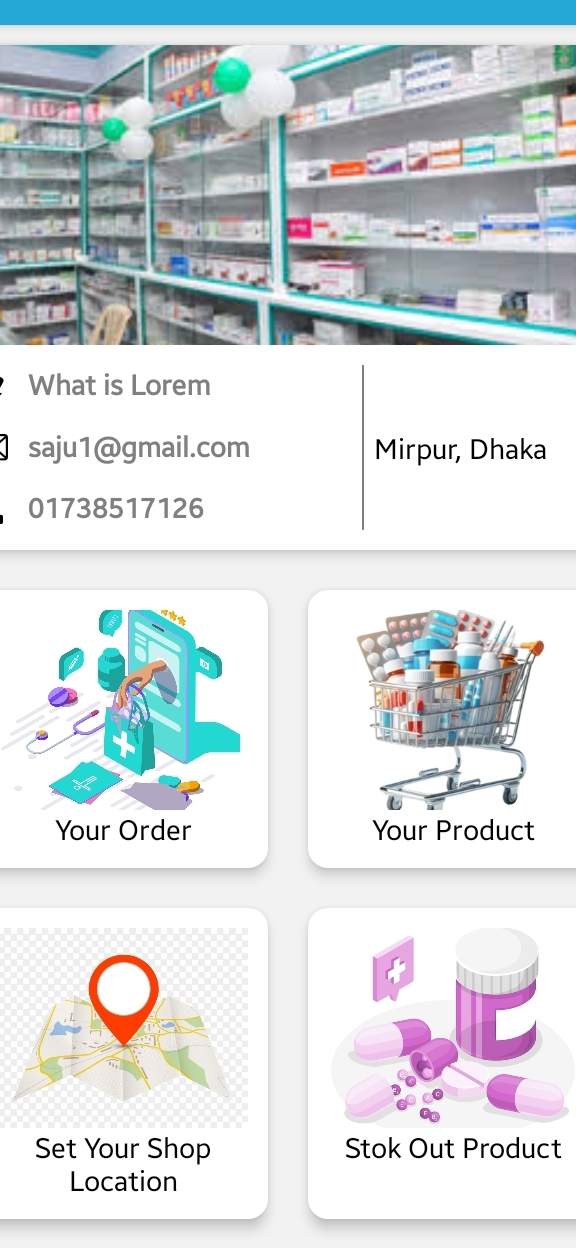 What is Lorem
saju1@gmail.com
01738517126
Mirpur, Dhaka
Your Order
Your Product
Set Your Shop
Location
Stok Out Product